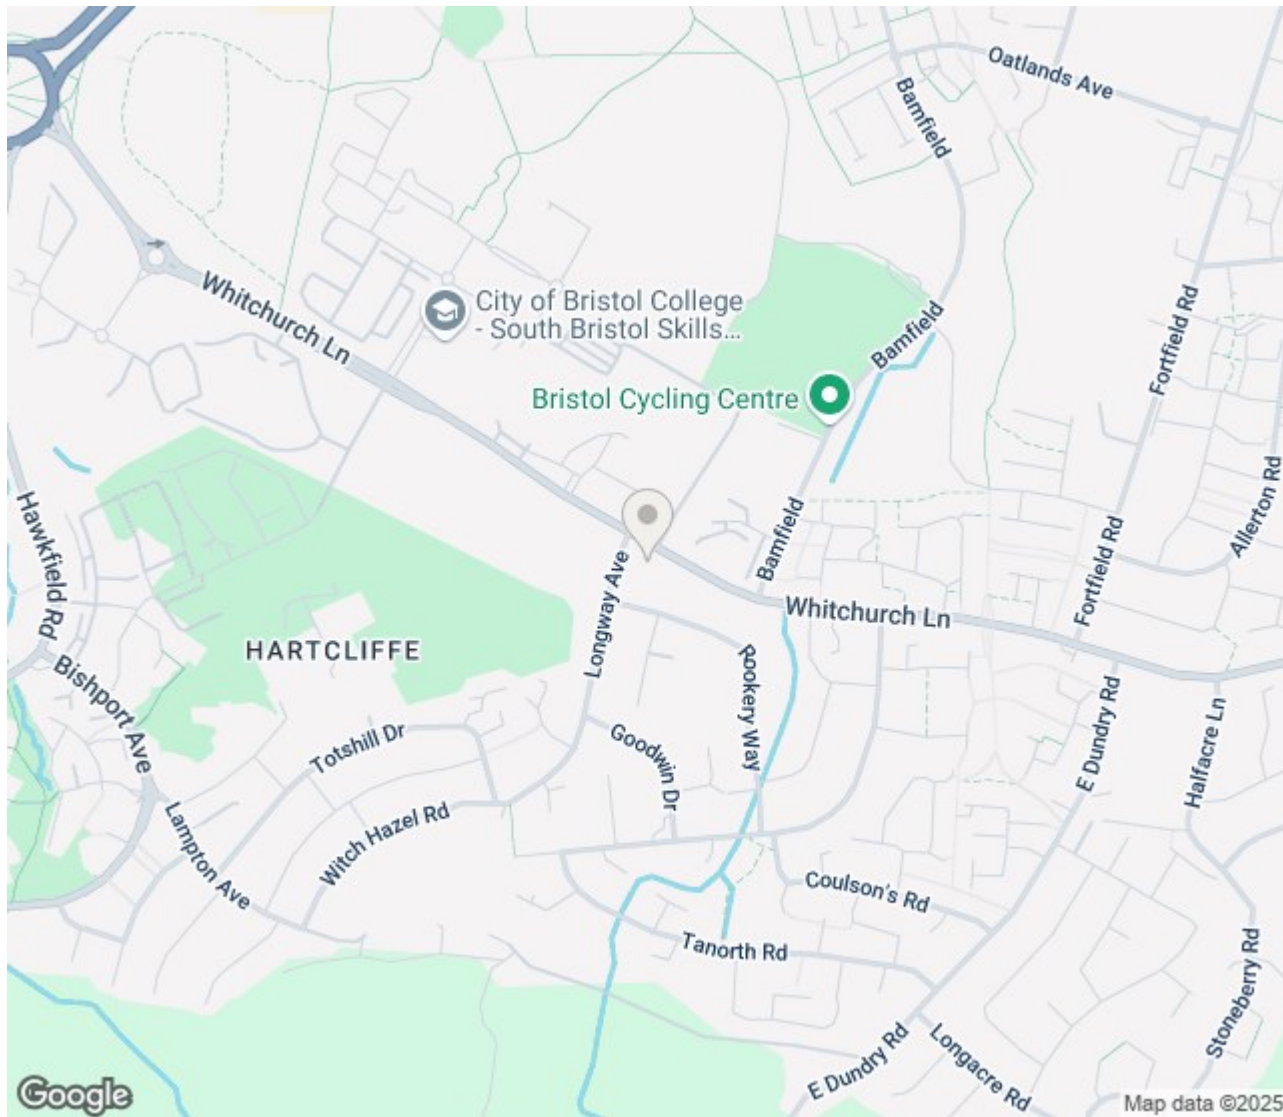 Oatlands Ave
Bamfield
Whitchurch Ln
City of Bristol College
- South Bristol Skills...
Bamfield
Fortfield Rd
Bristol Cycling Centre
Allerton Rd
Hawkfield Rd
Bamfield
Fortfield Rd
Longway Ave
Whitchurch Ln
HARTCLIFFE
Rookery Way
Bishport Ave
E Dundry Rd
Halfacre Ln
Totshill Dr
Goodwin Dr
Witch Hazel Rd
Lampton Ave
Coulson's Rd
Tanorth Rd
Stoneberry Rd
E Dundry Rd
Longacre Rd
Google
Map data ©2025